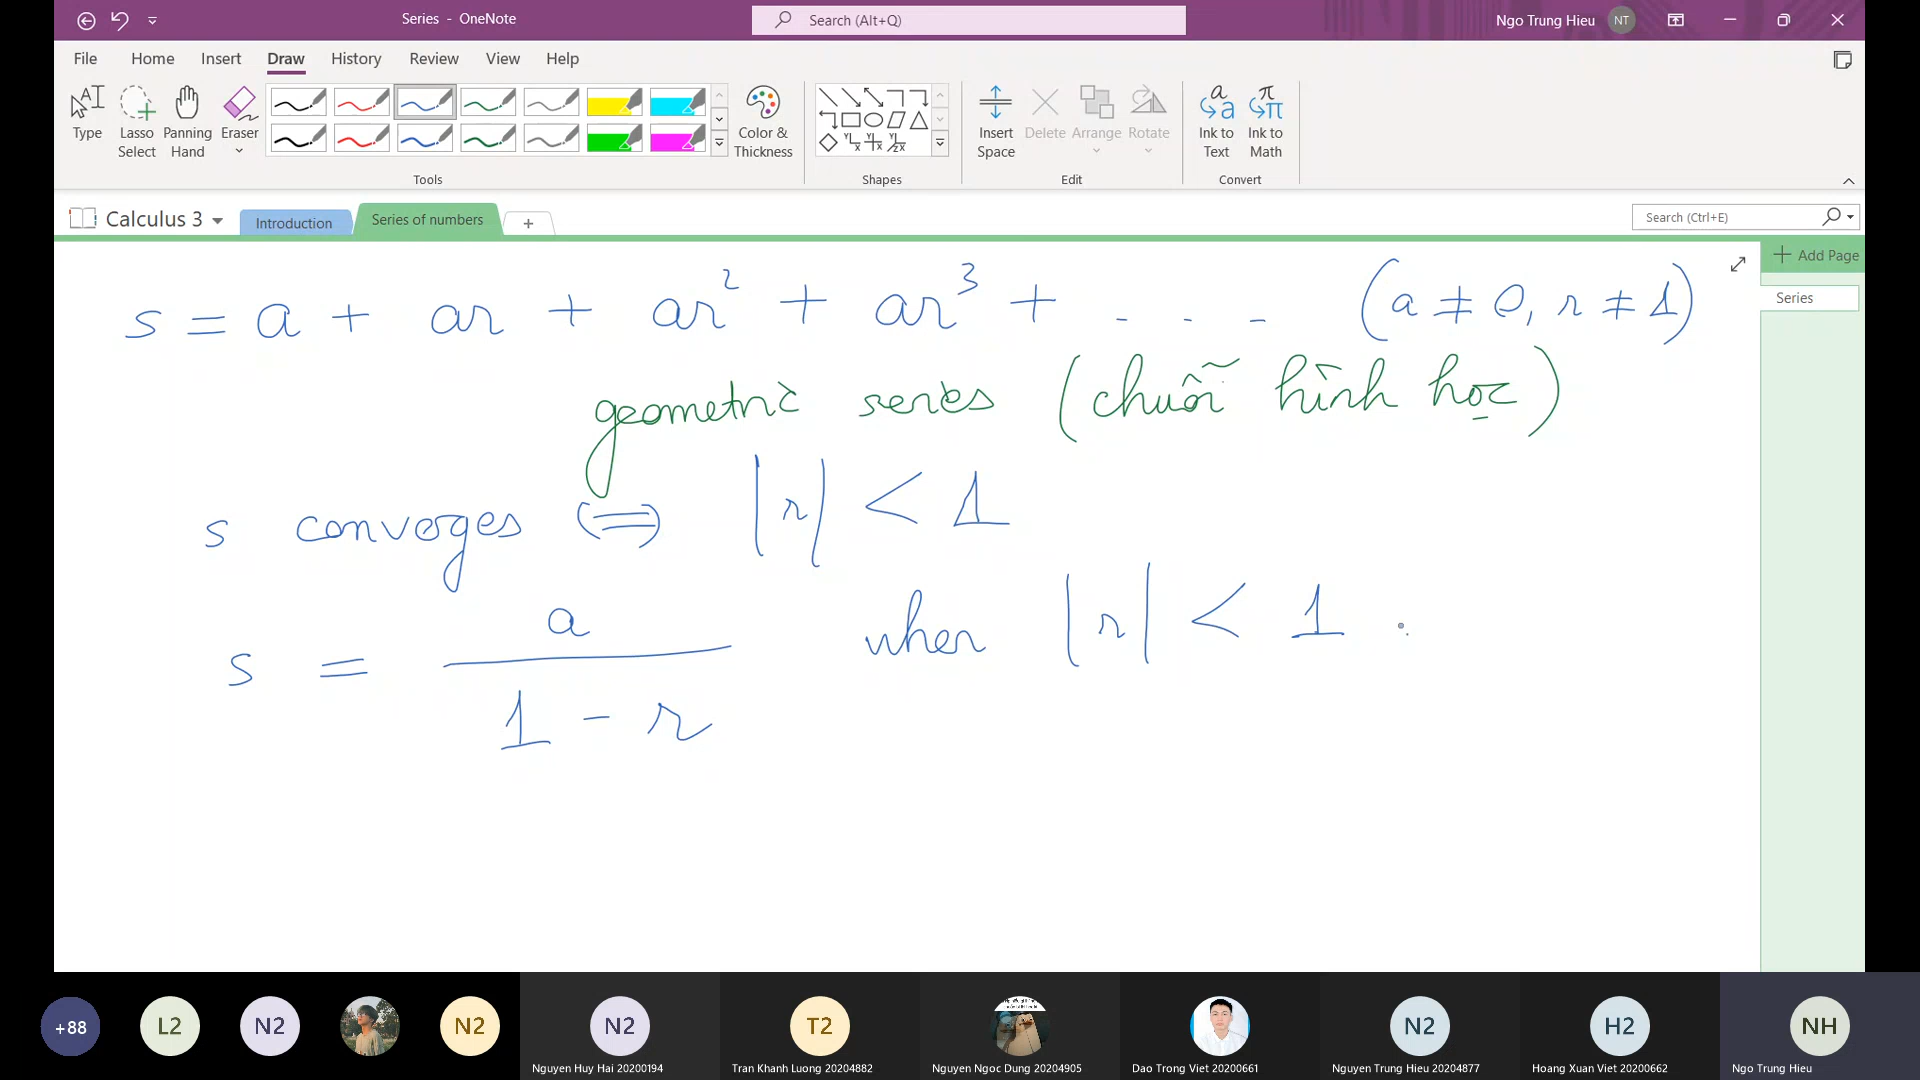 Series - OneNote
Search (Alt+Q)
Ngo Trung Hieu NT
File Home Insert Draw History Review View Help
Type
Lasso Select
Panning Hand
Eraser
Color & Thickness
Insert Space
Delete
Arrange
Rotate
Ink to Text
Ink to Math
Tools Shapes Edit Convert
Calculus 3 Introduction Series of numbers +
Search (Ctrl+E)
Add Page
Series
s = a + ar + ar² + ar³ + . . . (a ≠ 0, r ≠ 1)
geometric series (chuỗi hình học)
s converges ⟺ |r| < 1
s = a / (1 - r) when |r| < 1 .
+88 L2 N2 N2 N2 T2 N2 H2 NH
Nguyen Huy Hai 20200194
Tran Khanh Luong 20204882
Nguyen Ngoc Dung 20204905
Dao Trong Viet 20200661
Nguyen Trung Hieu 20204877
Hoang Xuan Viet 20200662
Ngo Trung Hieu